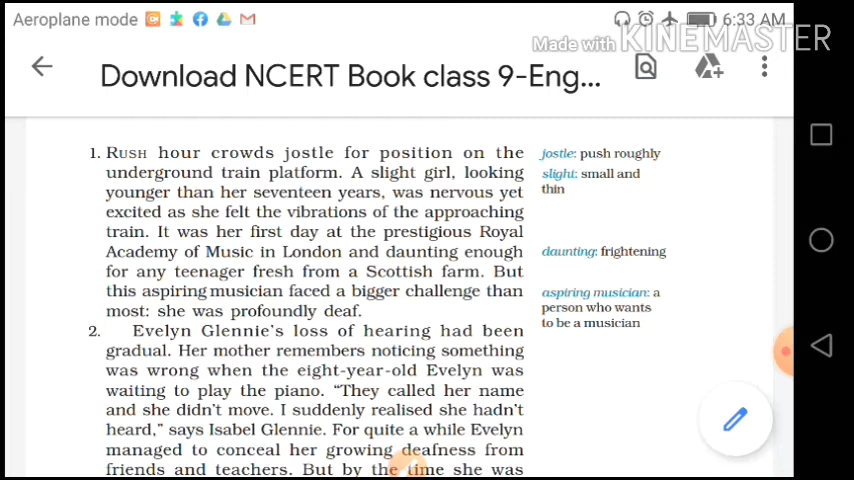 Aeroplane mode
6:33 AM
Made with KINEMASTER
Download NCERT Book class 9-Eng...
1. RUSH hour crowds jostle for position on the
underground train platform. A slight girl, looking
younger than her seventeen years, was nervous yet
excited as she felt the vibrations of the approaching
train. It was her first day at the prestigious Royal
Academy of Music in London and daunting enough
for any teenager fresh from a Scottish farm. But
this aspiring musician faced a bigger challenge than
most: she was profoundly deaf.
2. Evelyn Glennie's loss of hearing had been
gradual. Her mother remembers noticing something
was wrong when the eight-year-old Evelyn was
waiting to play the piano. “They called her name
and she didn't move. I suddenly realised she hadn't
heard,” says Isabel Glennie. For quite a while Evelyn
managed to conceal her growing deafness from
friends and teachers. But by the time she was
jostle: push roughly
slight: small and
thin
daunting: frightening
aspiring musician: a
person who wants
to be a musician